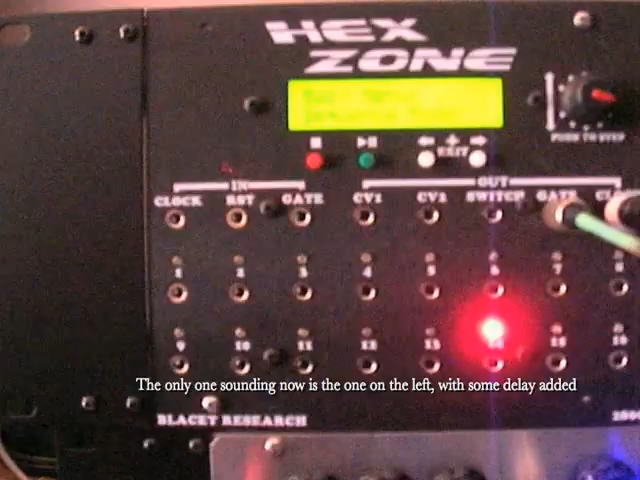 HEX
ZONE
PUSH TO STEP
EXIT
IN
OUT
CLOCK RST GATE CV1 CV2 SWITCH GATE
1 2 3 4 5 6 7 8
9 10 11 12 13 14 15 16
The only one sounding now is the one on the left, with some delay added
BLACET RESEARCH